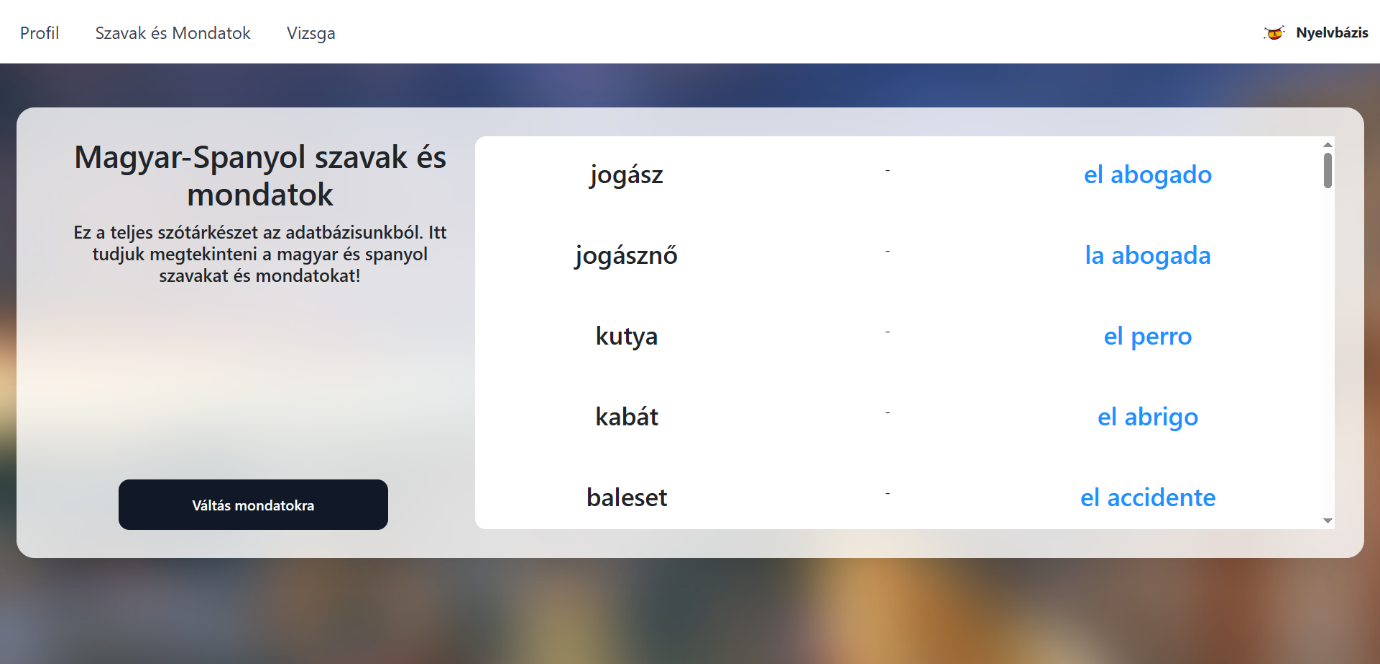 Profil Szavak és Mondatok Vizsga Nyelvbázis
Magyar-Spanyol szavak és
mondatok
Ez a teljes szótárkészet az adatbázisunkból. Itt
tudjuk megtekinteni a magyar és spanyol
szavakat és mondatokat!
Váltás mondatokra
jogász - el abogado
jogásznő - la abogada
kutya - el perro
kabát - el abrigo
baleset - el accidente